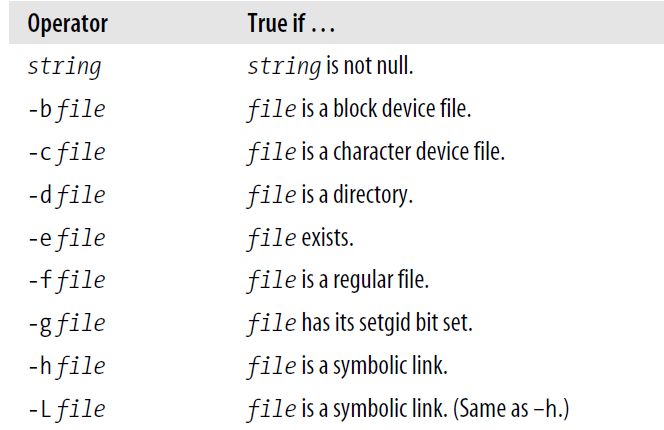 Operator True if …
string string is not null.
-b file file is a block device file.
-c file file is a character device file.
-d file file is a directory.
-e file file exists.
-f file file is a regular file.
-g file file has its setgid bit set.
-h file file is a symbolic link.
-L file file is a symbolic link. (Same as –h.)